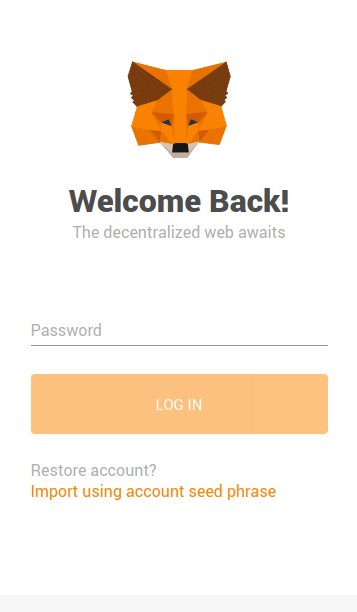 Welcome Back!
The decentralized web awaits
Password
LOG IN
Restore account?
Import using account seed phrase